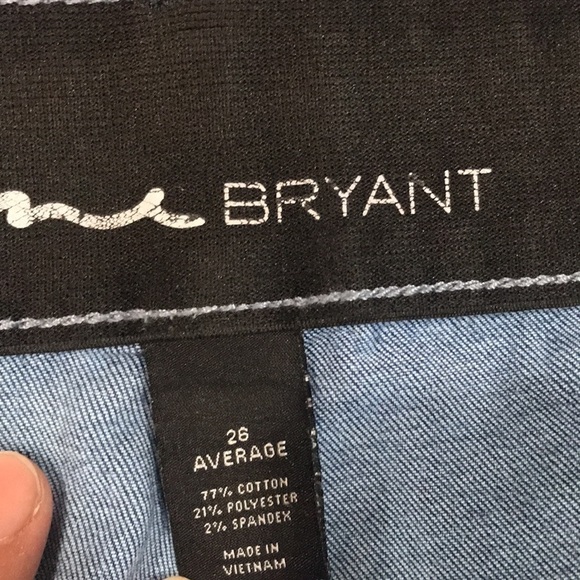 BRYANT
26
AVERAGE
77% COTTON
21% POLYESTER
2% SPANDEX
MADE IN
VIETNAM